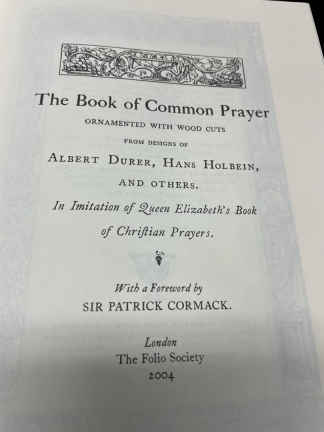 The Book of Common Prayer
ORNAMENTED WITH WOOD CUTS
FROM DESIGNS OF
ALBERT DURER, HANS HOLBEIN,
AND OTHERS.
In Imitation of Queen Elizabeth's Book
of Chriſtian Prayers.
With a Foreword by
SIR PATRICK CORMACK.
London
The Folio Society
2004